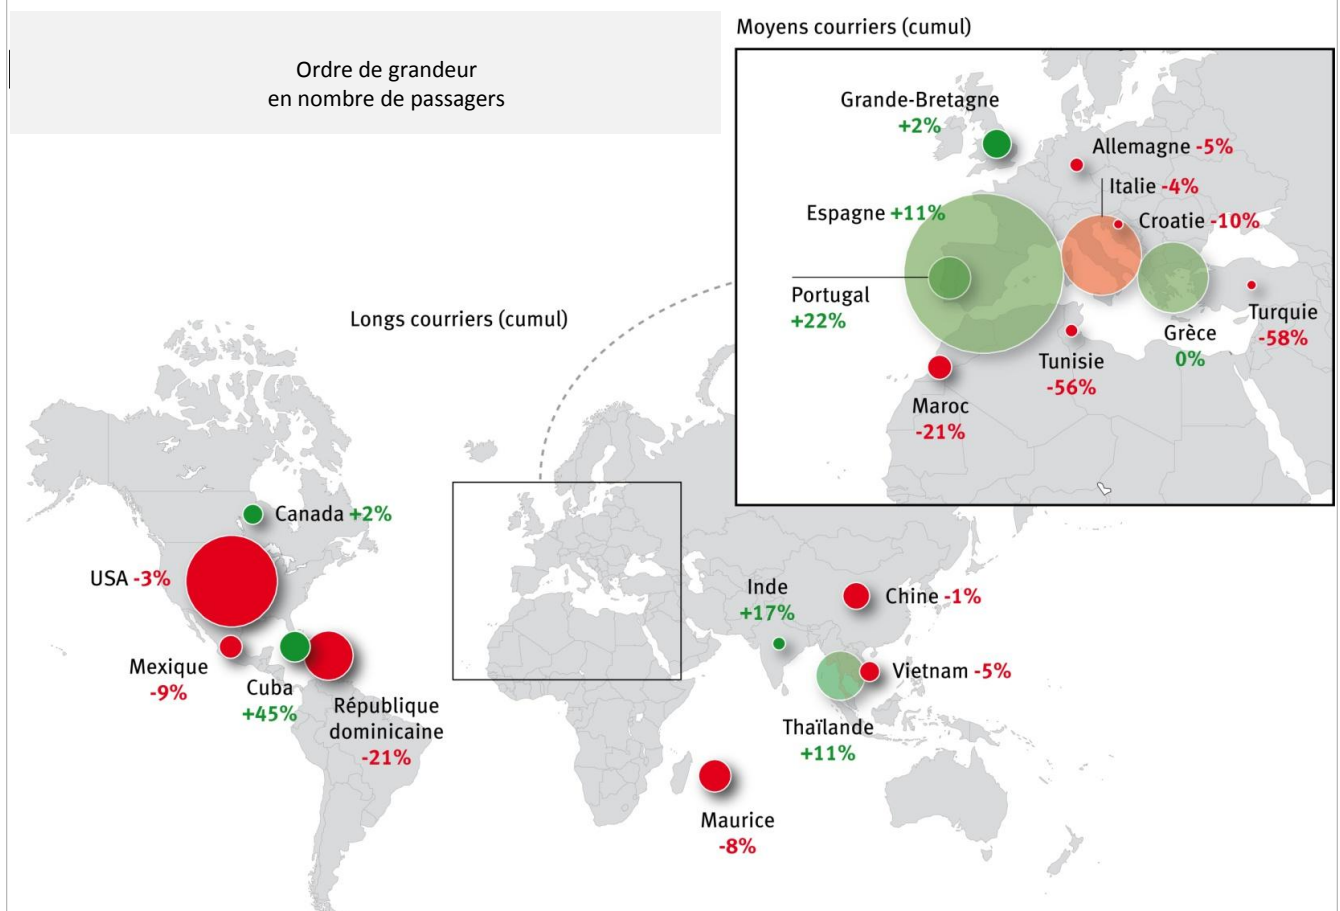 Ordre de grandeur
en nombre de passagers
Moyens courriers (cumul)
Grande-Bretagne
+2%
Allemagne -5%
Italie -4%
Espagne +11%
Croatie -10%
Portugal
+22%
Turquie
-58%
Grèce
0%
Tunisie
-56%
Maroc
-21%
Longs courriers (cumul)
Canada +2%
USA -3%
Mexique
-9%
Cuba
+45%
République
dominicaine
-21%
Inde
+17%
Chine -1%
Vietnam -5%
Thaïlande
+11%
Maurice
-8%